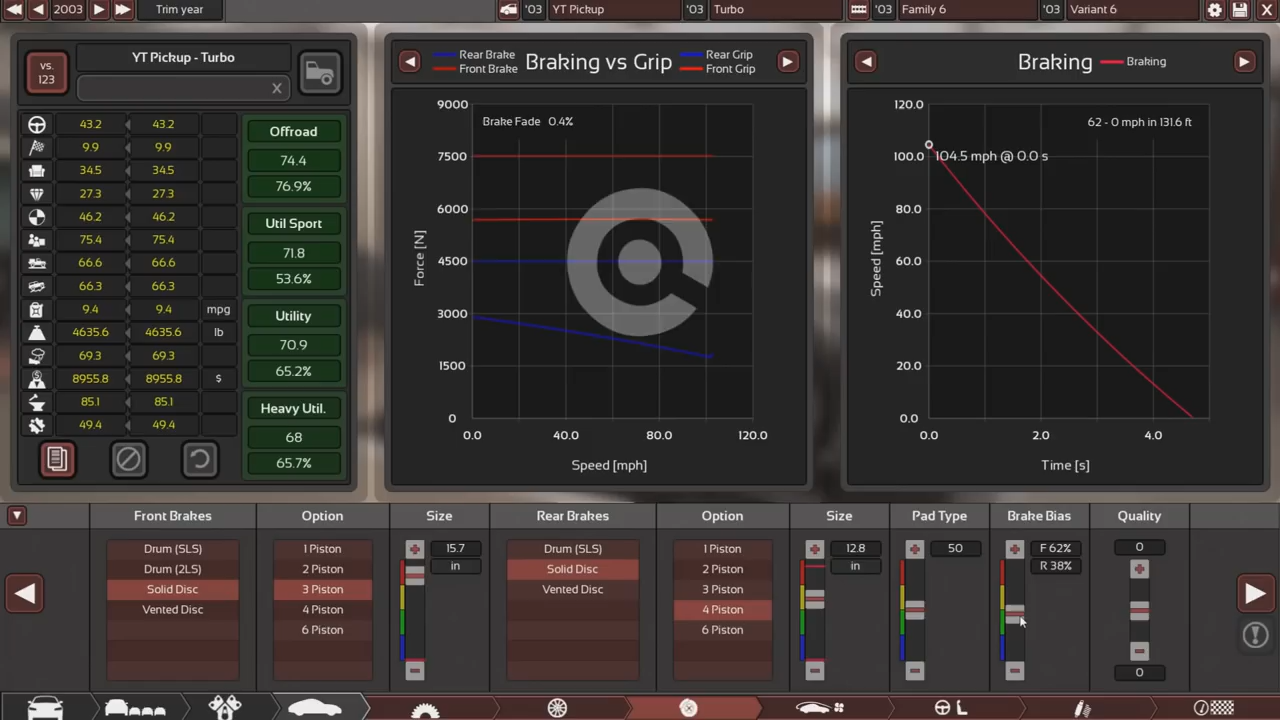 2003 Trim year '03 YT Pickup '03 Turbo '03 Family 6 '03 Variant 6
vs.
123
YT Pickup - Turbo
X
43.2 43.2
9.9 9.9
34.5 34.5
27.3 27.3
46.2 46.2
75.4 75.4
66.6 66.6
66.3 66.3
9.4 9.4 mpg
4635.6 4635.6 lb
69.3 69.3
8955.8 8955.8 $
85.1 85.1
49.4 49.4
Offroad
74.4
76.9%
Util Sport
71.8
53.6%
Utility
70.9
65.2%
Heavy Util.
68
65.7%
Rear Brake
Front Brake
Braking vs Grip
Rear Grip
Front Grip
Brake Fade 0.4%
Force [N]
9000
7500
6000
4500
3000
1500
0
0.0 40.0 80.0 120.0
Speed [mph]
Braking
Braking
62 - 0 mph in 131.6 ft
104.5 mph @ 0.0 s
Speed [mph]
120.0
100.0
80.0
60.0
40.0
20.0
0.0
0.0 2.0 4.0
Time [s]
Front Brakes
Drum (SLS)
Drum (2LS)
Solid Disc
Vented Disc
Option
1 Piston
2 Piston
3 Piston
4 Piston
6 Piston
Size
15.7
in
Rear Brakes
Drum (SLS)
Solid Disc
Vented Disc
Option
1 Piston
2 Piston
3 Piston
4 Piston
6 Piston
Size
12.8
in
Pad Type
50
Brake Bias
F 62%
R 38%
Quality
0
0